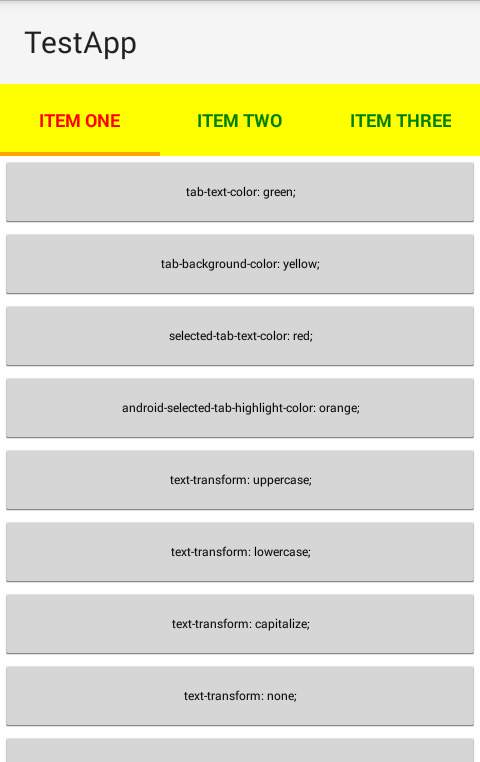 TestApp
ITEM ONE ITEM TWO ITEM THREE
tab-text-color: green;
tab-background-color: yellow;
selected-tab-text-color: red;
android-selected-tab-highlight-color: orange;
text-transform: uppercase;
text-transform: lowercase;
text-transform: capitalize;
text-transform: none;